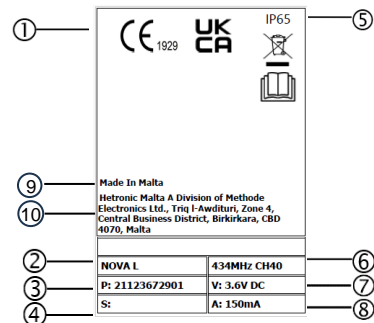 ① CE 1929 UK CA IP65 ⑤
⑨ Made In Malta
Hetronic Malta A Division of Methode
⑩ Electronics Ltd., Triq l-Awdituri, Zone 4,
Central Business District, Birkirkara, CBD
4070, Malta
② NOVA L 434MHz CH40 ⑥
③ P: 21123672901 V: 3.6V DC ⑦
④ S: A: 150mA ⑧